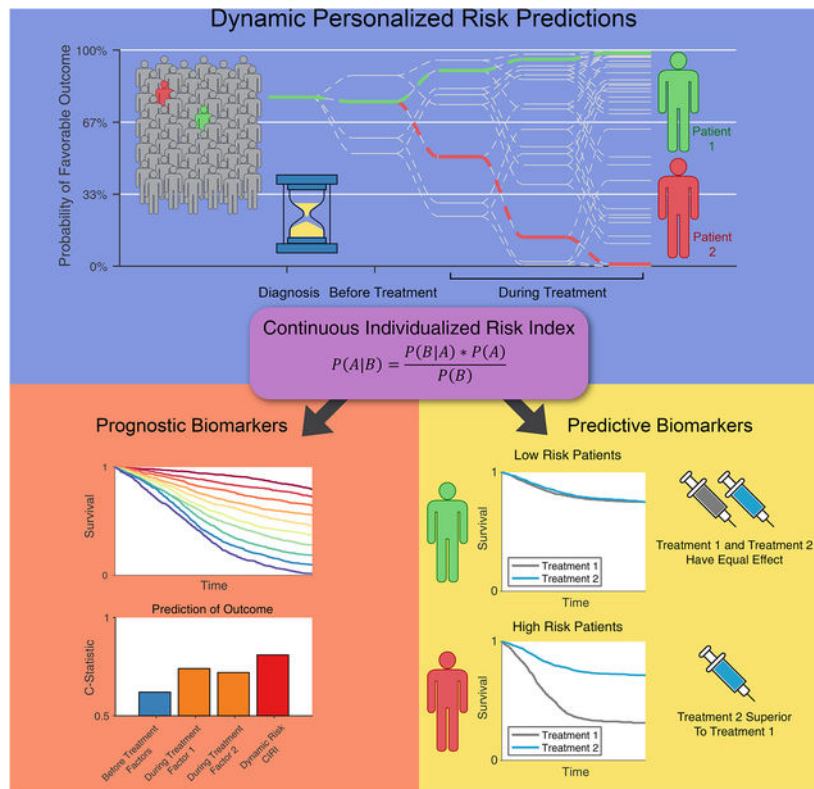 Dynamic Personalized Risk Predictions
Probability of Favorable Outcome
100%
67%
33%
0%
Patient
1
Patient
2
Diagnosis
Before Treatment
During Treatment
Continuous Individualized Risk Index
P(A|B) = P(B|A) * P(A) / P(B)
Prognostic Biomarkers
1
Survival
0
Time
Prediction of Outcome
1
C-Statistic
0.5
Before Treatment
Factors
During Treatment
Factor 1
During Treatment
Factor 2
Dynamic Risk
CIRI
Predictive Biomarkers
Low Risk Patients
1
Survival
0
Treatment 1
Treatment 2
Time
Treatment 1 and Treatment 2
Have Equal Effect
High Risk Patients
1
Survival
0
Treatment 1
Treatment 2
Time
Treatment 2 Superior
To Treatment 1